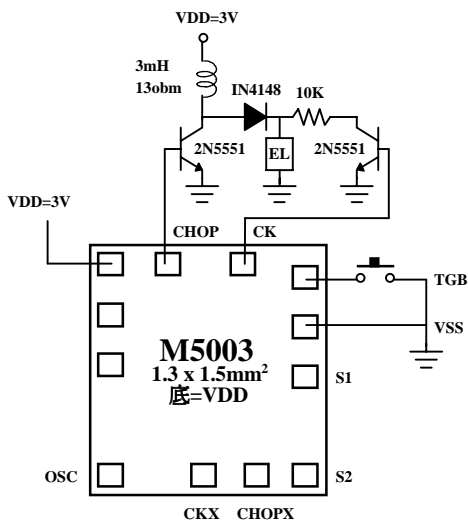 VDD=3V
3mH
13obm
IN4148
10K
2N5551
EL
2N5551
VDD=3V
CHOP
CK
TGB
VSS
M5003
1.3 x 1.5mm²
底=VDD
S1
OSC
S2
CKX
CHOPX